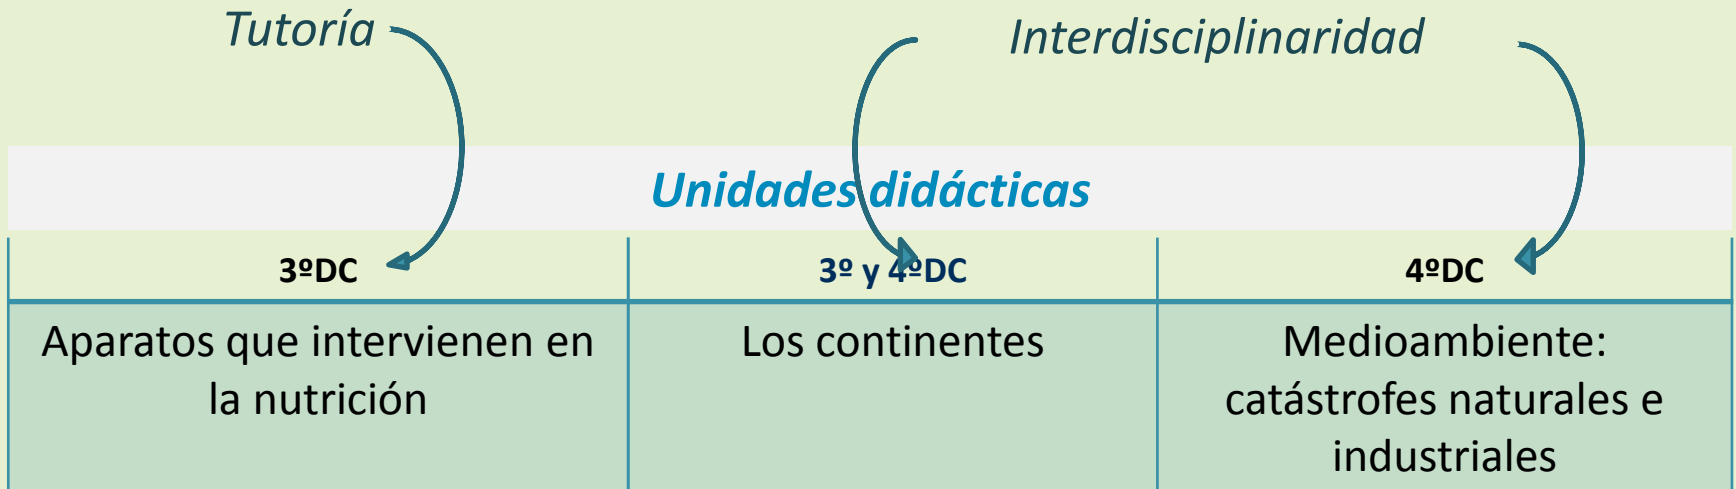 Tutoría
Interdisciplinaridad
Unidades didácticas
3ºDC
3º y 4ºDC
4ºDC
Aparatos que intervienen en
la nutrición
Los continentes
Medioambiente:
catástrofes naturales e
industriales